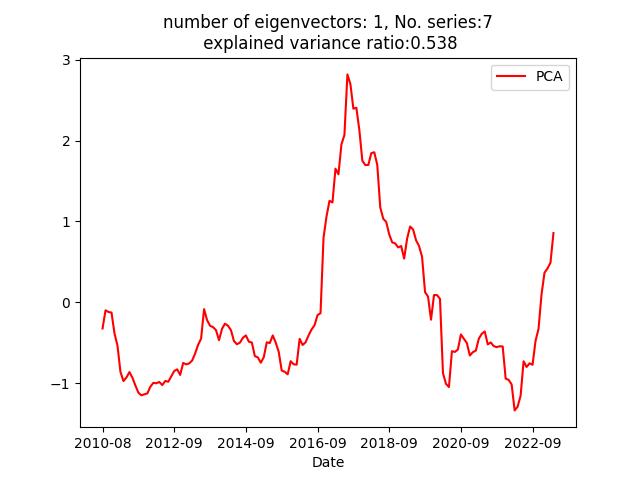 number of eigenvectors: 1, No. series:7
explained variance ratio:0.538
PCA
3
2
1
0
−1
2010-08 2012-09 2014-09 2016-09 2018-09 2020-09 2022-09
Date